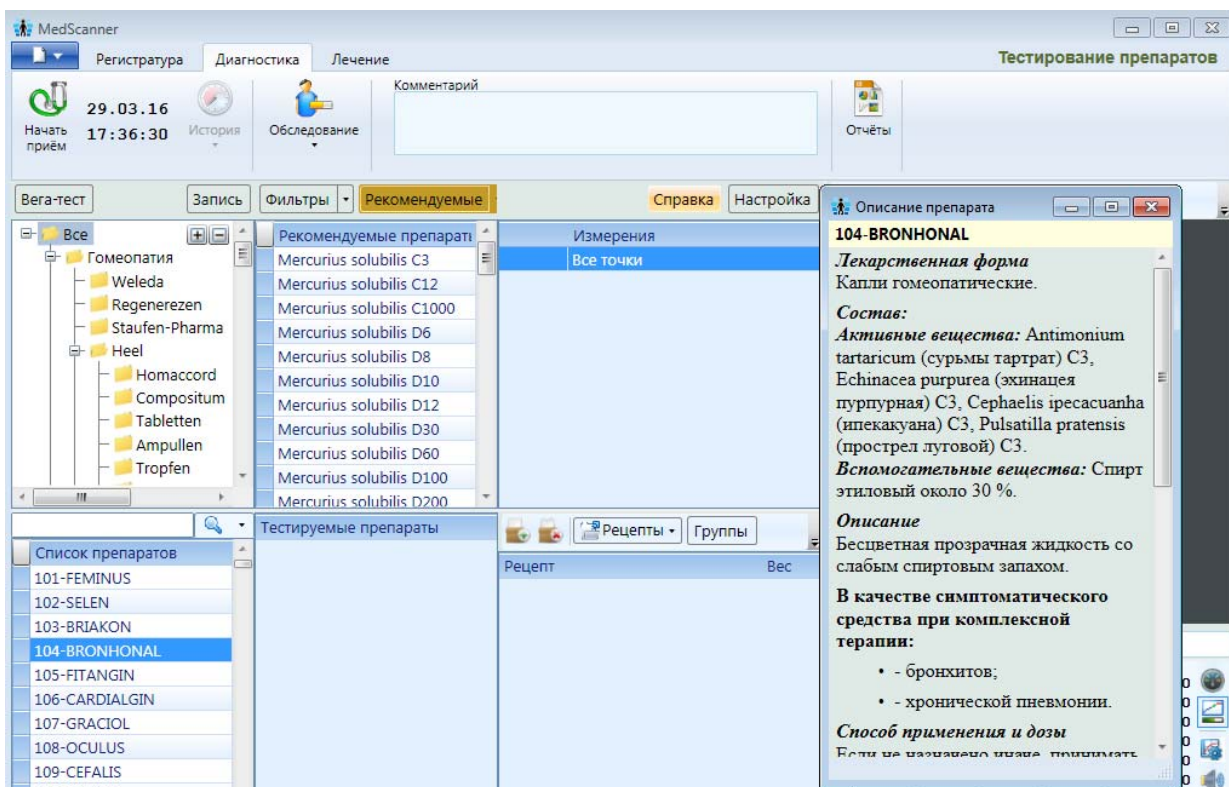 MedScanner
Регистратура
Диагностика
Лечение
Тестирование препаратов
Начать приём
29.03.16
17:36:30
История
Обследование
Комментарий
Отчёты
Вега-тест
Запись
Фильтры
Рекомендуемые
Справка
Настройка
Все
Гомеопатия
Weleda
Regenerezen
Staufen-Pharma
Heel
Homaccord
Compositum
Tabletten
Ampullen
Tropfen
Рекомендуемые
Mercurius solubilis C3
Mercurius solubilis C12
Mercurius solubilis C1000
Mercurius solubilis D6
Mercurius solubilis D8
Mercurius solubilis D10
Mercurius solubilis D12
Mercurius solubilis D30
Mercurius solubilis D60
Mercurius solubilis D100
Mercurius solubilis D200
Измерения
Все точки
Список препаратов
101-FEMINUS
102-SELEN
103-BRIAKON
104-BRONHONAL
105-FITANGIN
106-CARDIALGIN
107-GRACIOL
108-OCULUS
109-CEFALIS
Тестируемые препараты
Рецепты
Группы
Рецепт Вес
Описание препарата
104-BRONHONAL
Лекарственная форма
Капли гомеопатические.
Состав:
Активные вещества: Antimonium
tartaricum (сурьмы тартрат) C3,
Echinacea purpurea (эхинацея
пурпурная) C3, Cephaelis ipecacuanha
(ипекакуана) C3, Pulsatilla pratensis
(прострел луговой) C3.
Вспомогательные вещества: Спирт
этиловый около 30 %.
Описание
Бесцветная прозрачная жидкость со
слабым спиртовым запахом.
В качестве симптоматического
средства при комплексной
терапии:
• - бронхитов;
• - хронической пневмонии.
Способ применения и дозы
Если не назначено иначе, принимать